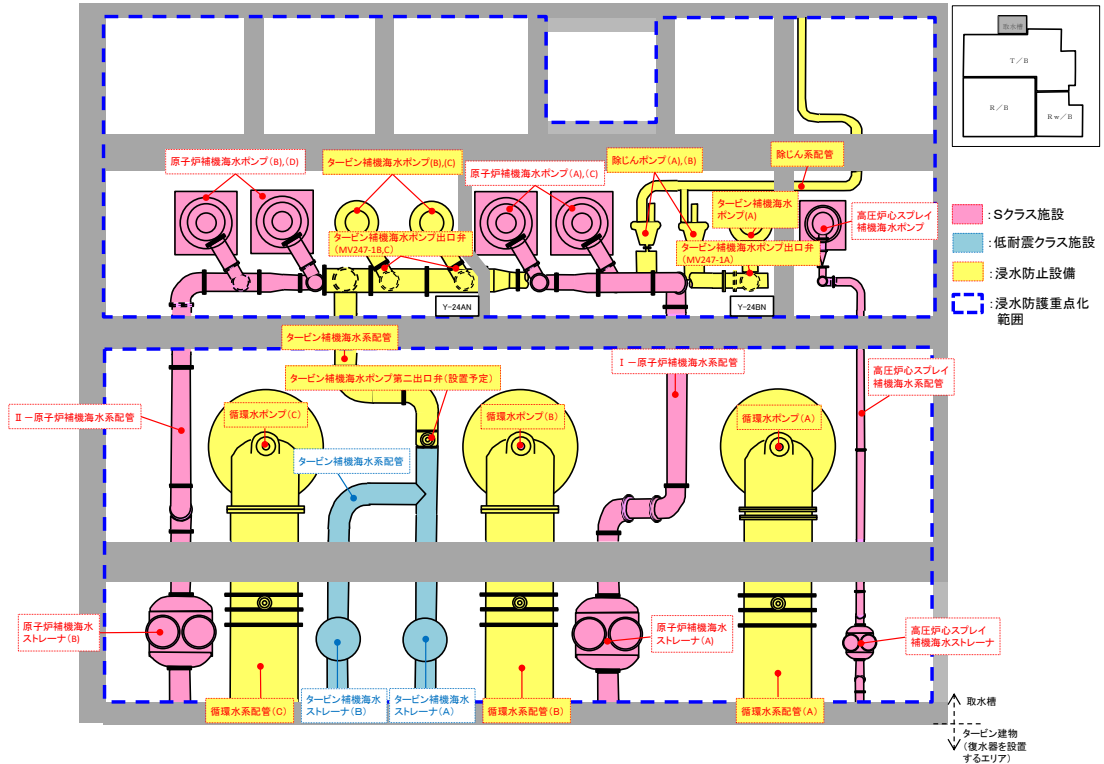 取水槽
T/B
R/B
Rw/B
原子炉補機海水ポンプ(B),(D)
タービン補機海水ポンプ(B),(C)
原子炉補機海水ポンプ(A),(C)
除じんポンプ(A),(B)
除じん系配管
タービン補機海水
ポンプ(A)
高圧炉心スプレイ
補機海水ポンプ
タービン補機海水ポンプ出口弁
(MV247-1B,C)
タービン補機海水ポンプ出口弁
(MV247-1A)
:Sクラス施設
:低耐震クラス施設
:浸水防止設備
:浸水防護重点化
範囲
Y-24AN
Y-24BN
タービン補機海水系配管
Ⅰ-原子炉補機海水系配管
高圧炉心スプレイ
補機海水系配管
タービン補機海水ポンプ第二出口弁(設置予定)
Ⅱ-原子炉補機海水系配管
循環水ポンプ(C)
循環水ポンプ(B)
循環水ポンプ(A)
タービン補機海水系配管
原子炉補機海水
ストレーナ(B)
原子炉補機海水
ストレーナ(A)
高圧炉心スプレイ
補機海水ストレーナ
循環水系配管(C)
タービン補機海水
ストレーナ(B)
タービン補機海水
ストレーナ(A)
循環水系配管(B)
循環水系配管(A)
取水槽
タービン建物
(復水器を設置
するエリア)